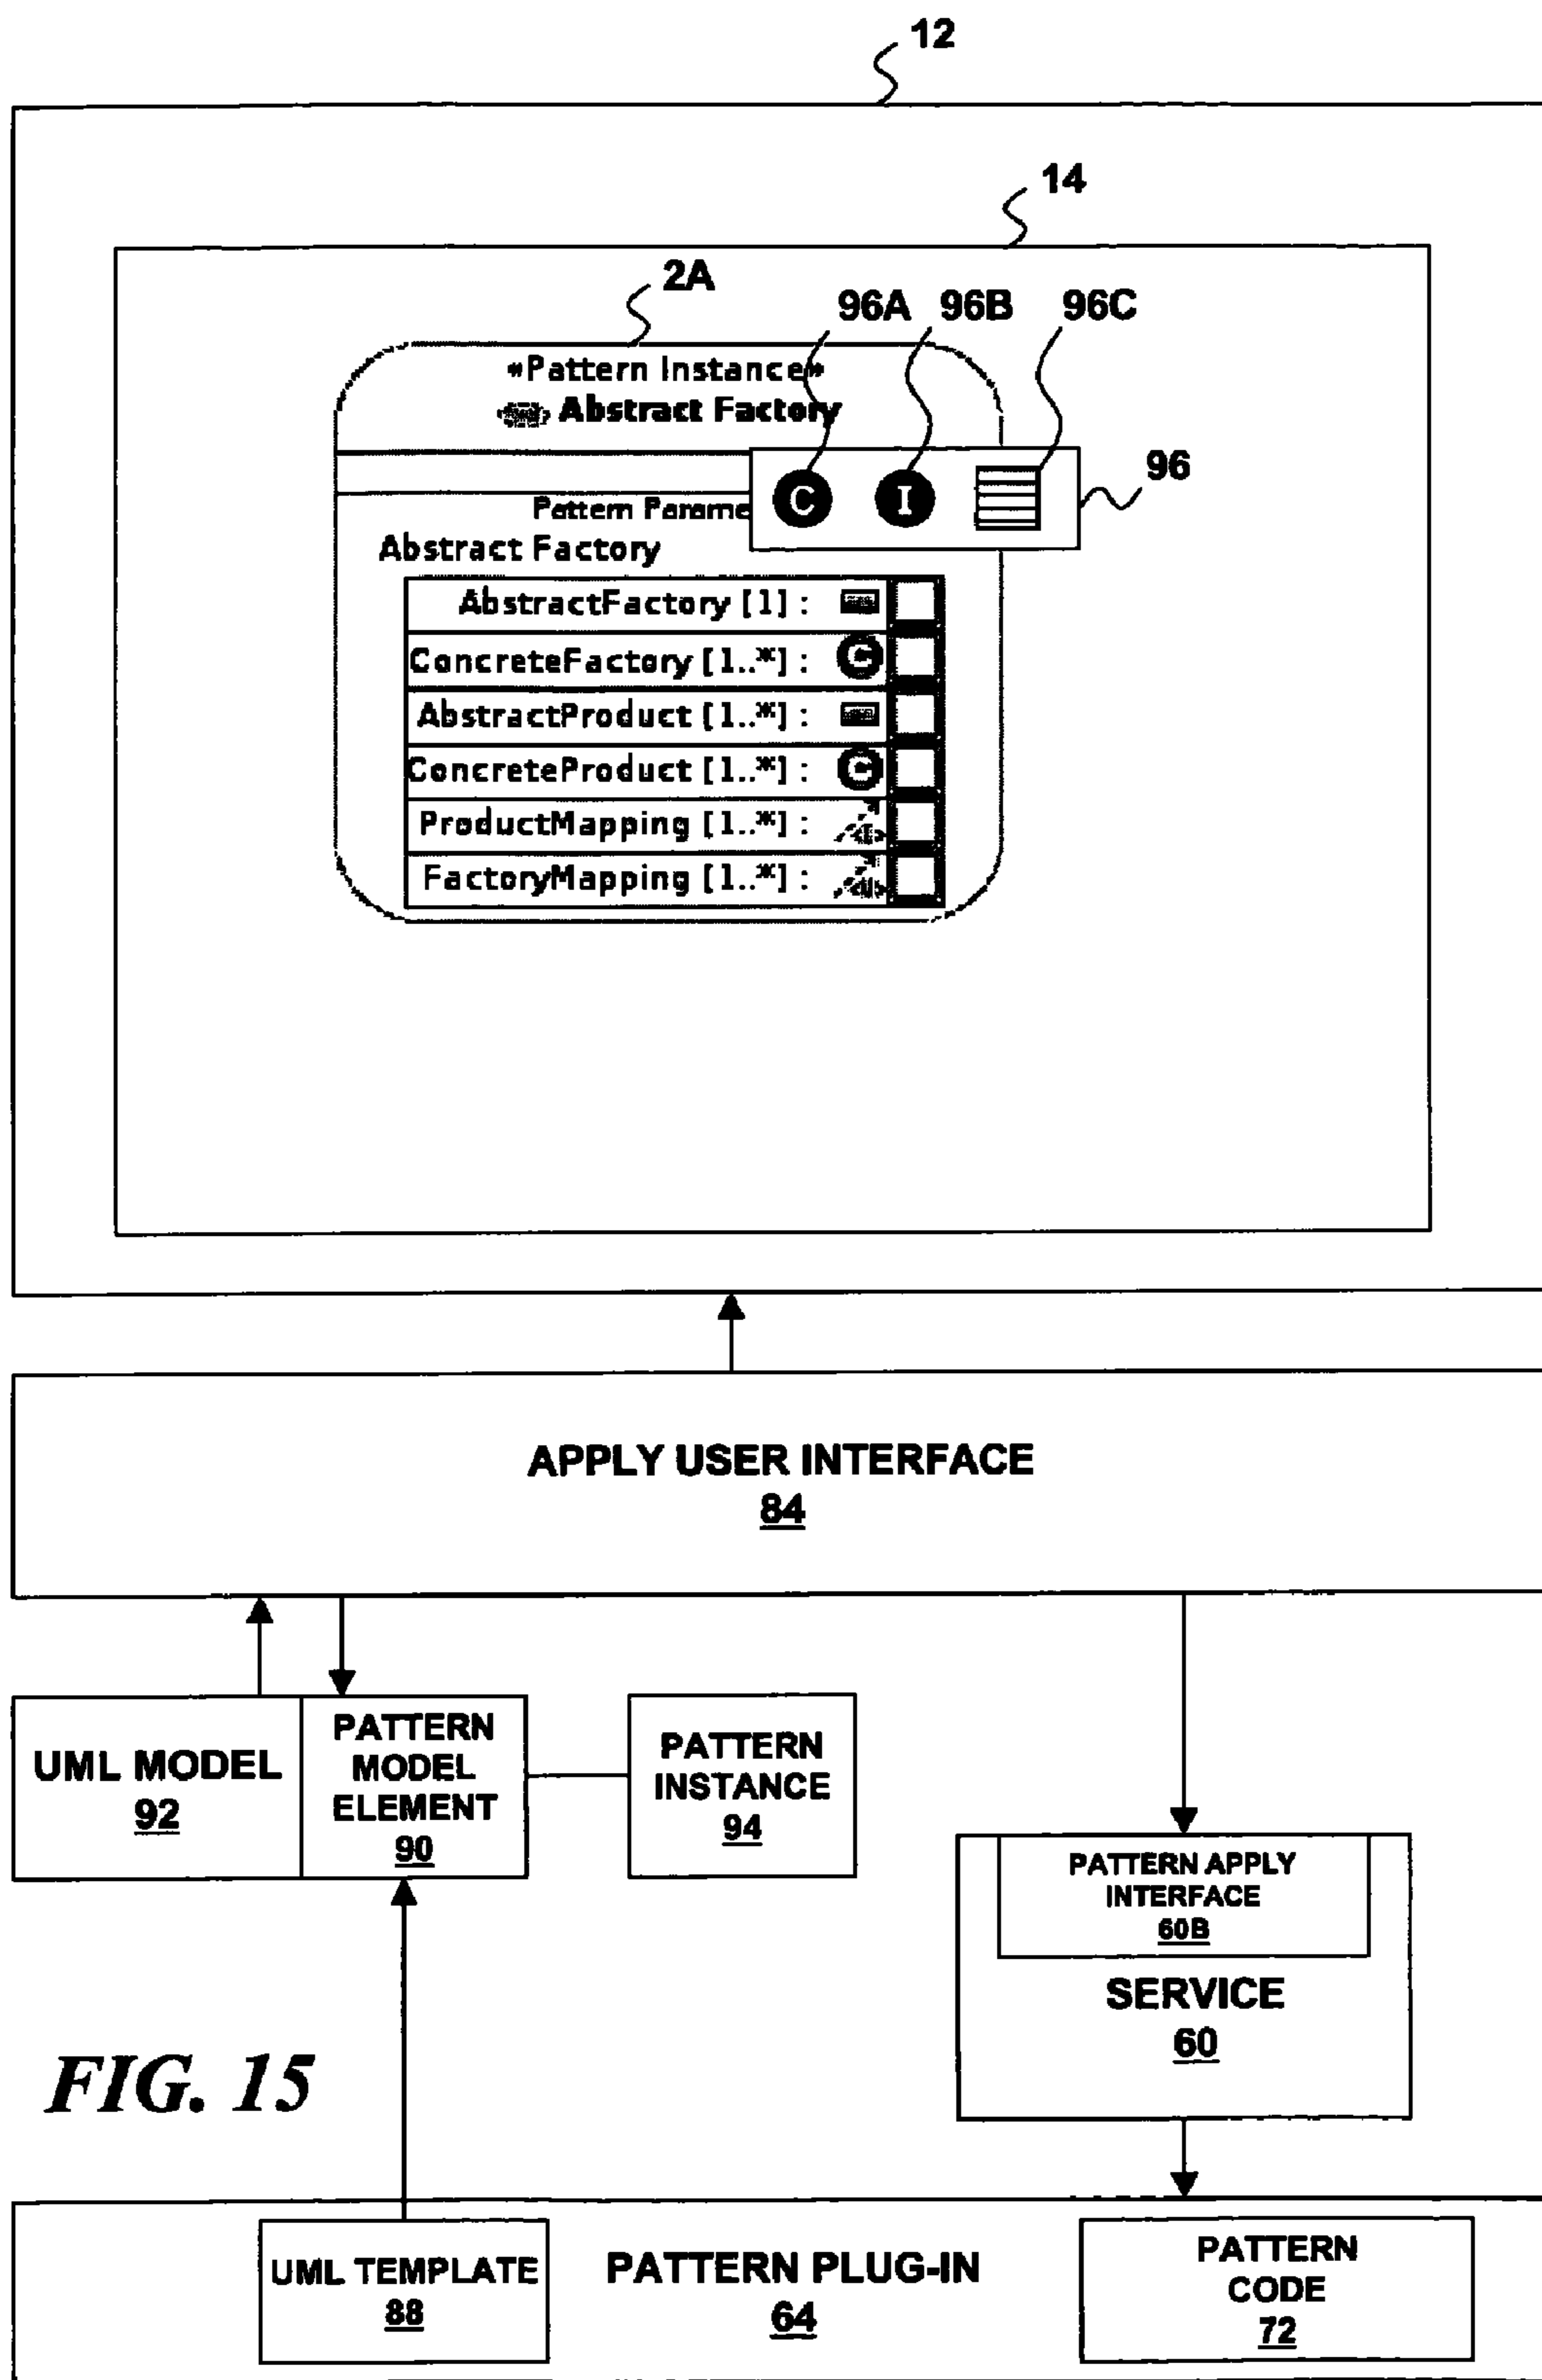 12
14
2A
96A 96B 96C
«Pattern Instance»
Abstract Factory
96
C I
Pattern Parame
Abstract Factory
AbstractFactory [1] :
ConcreteFactory [1..*] :
AbstractProduct [1..*] :
ConcreteProduct [1..*] :
ProductMapping [1..*] :
FactoryMapping [1..*] :
APPLY USER INTERFACE
84
UML MODEL
92
PATTERN
MODEL
ELEMENT
90
PATTERN
INSTANCE
94
PATTERN APPLY
INTERFACE
60B
SERVICE
60
FIG. 15
UML TEMPLATE
88
PATTERN PLUG-IN
64
PATTERN
CODE
72